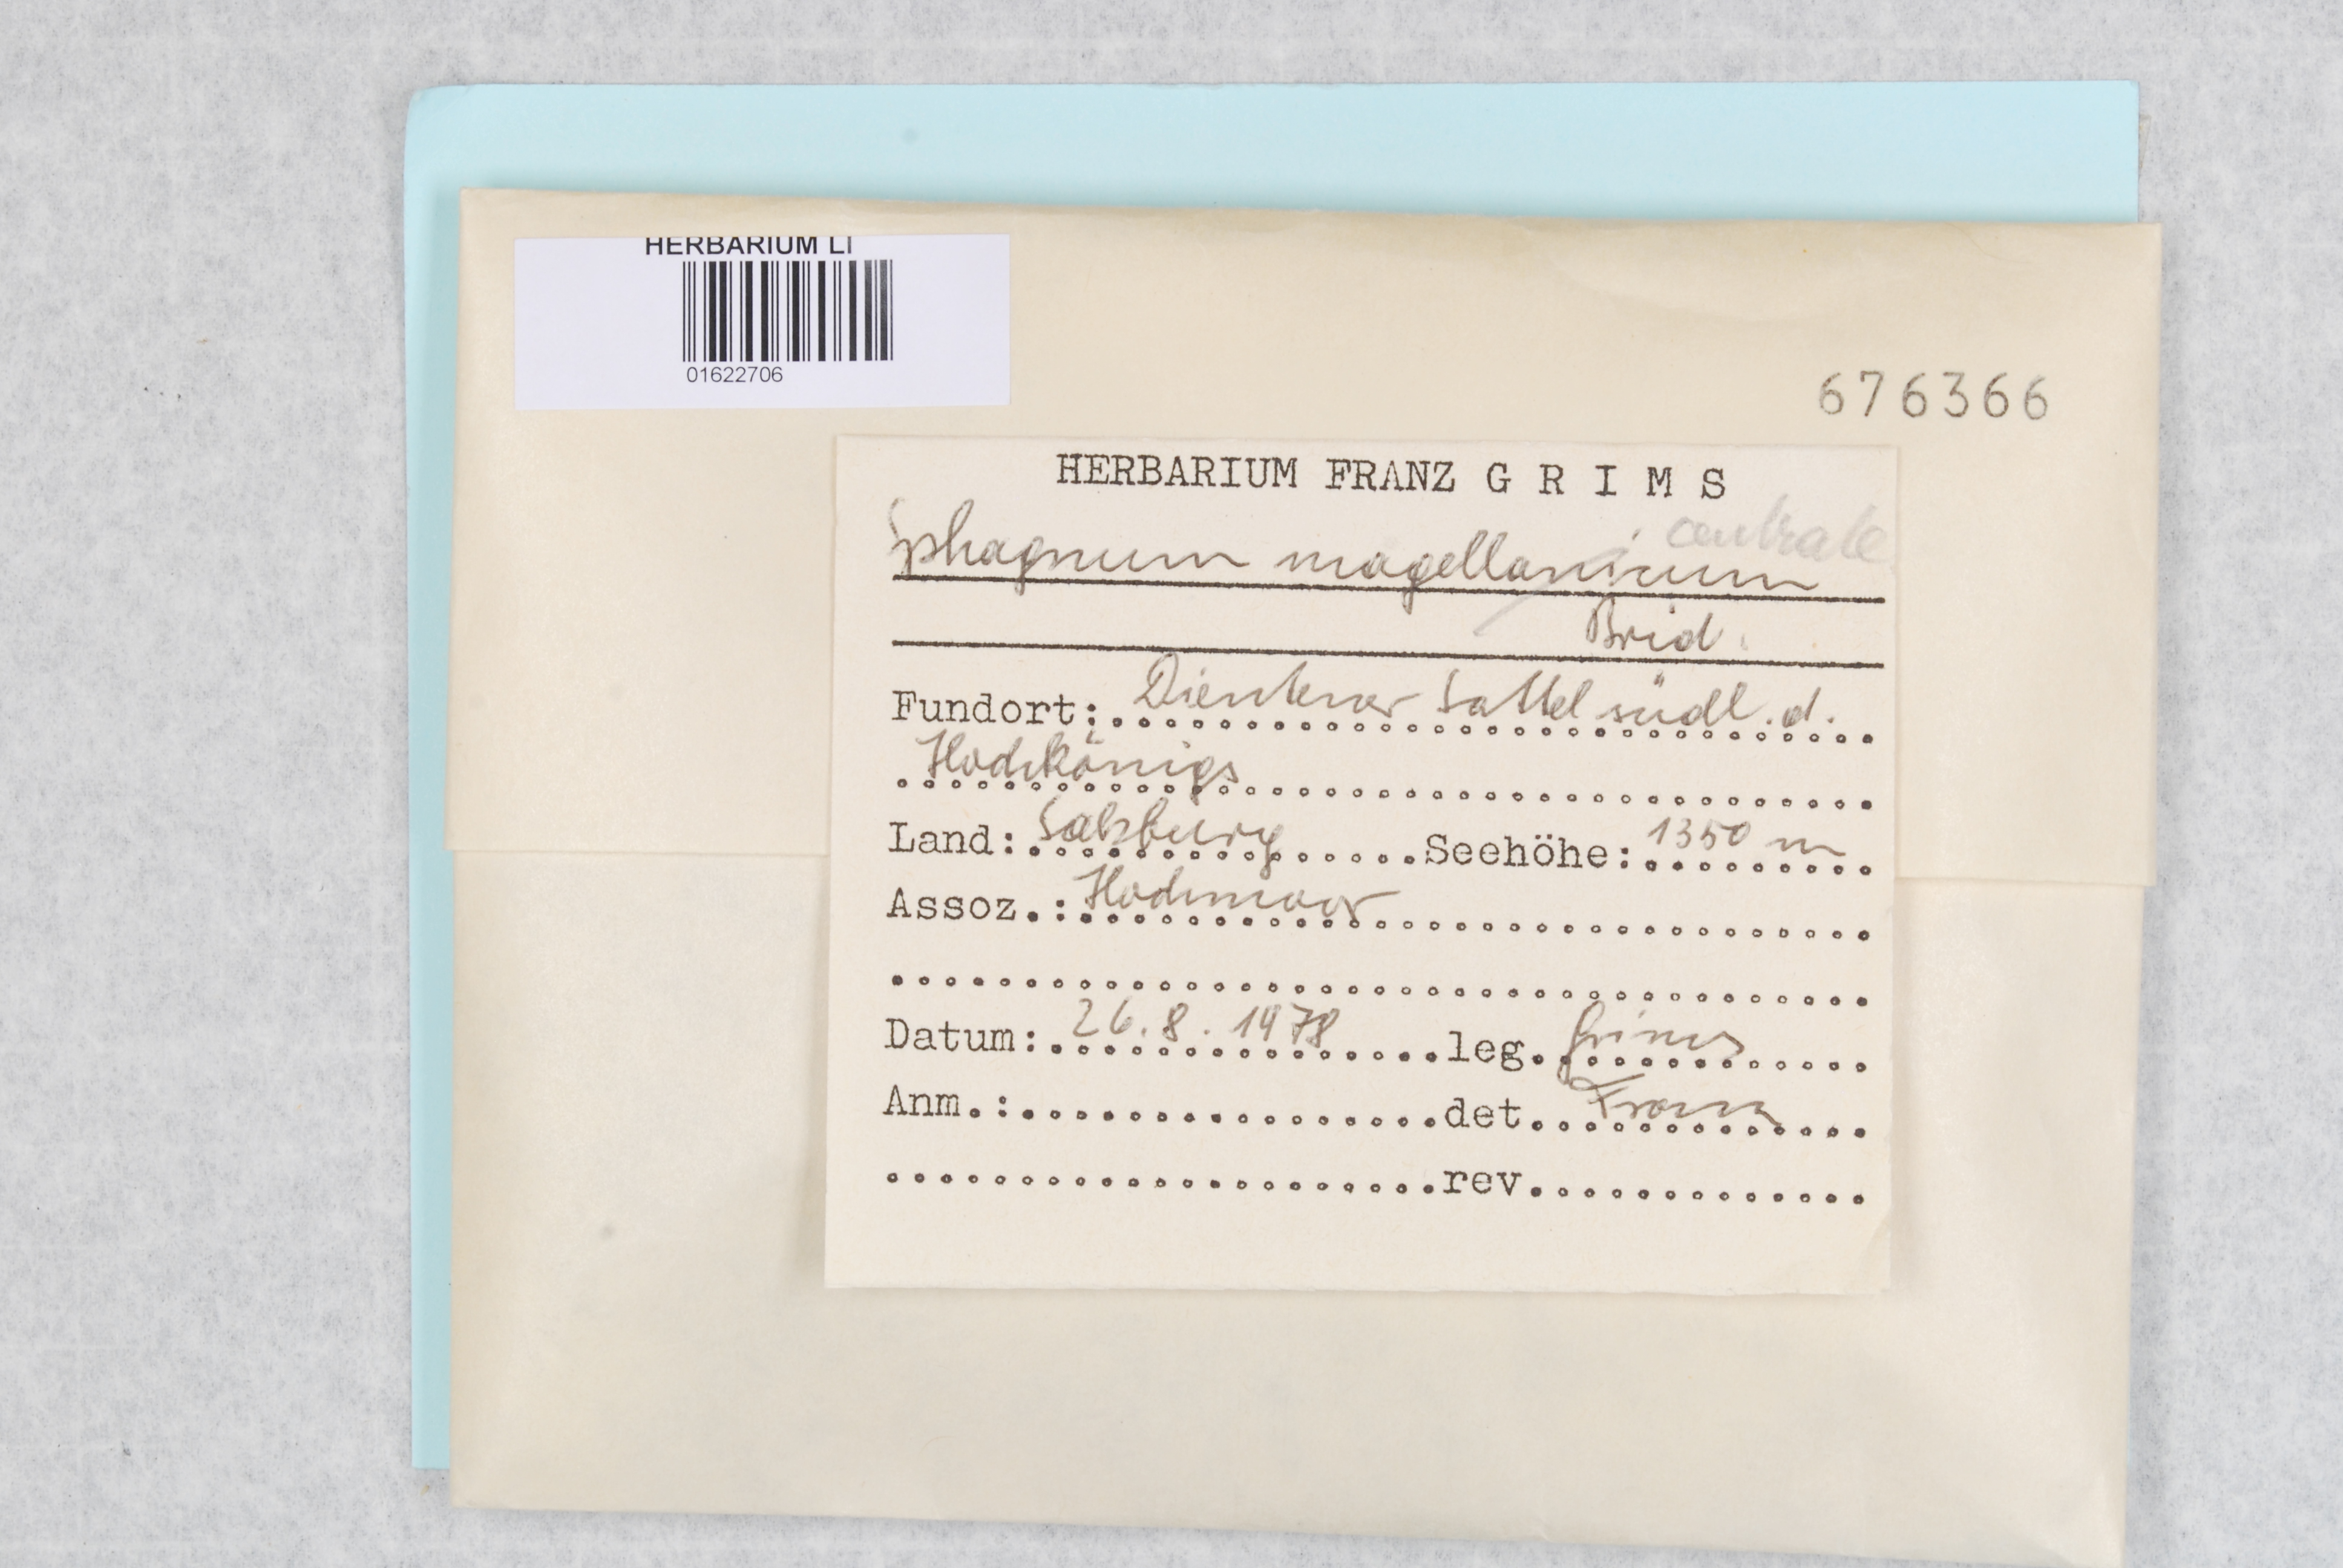 HERBARIUM LI
01622706
676366
HERBARIUM FRANZ G R I M S
centrale
Sphagnum magellanicum
Brid.
Fundort: Dientener Sattel südl. d.
Hochkönigs
Land: Salzburg Seehöhe: 1350 m
Assoz.: Hochmoor
Datum: 26.8.1978 leg. Grims
Anm.: det. Franz
rev.